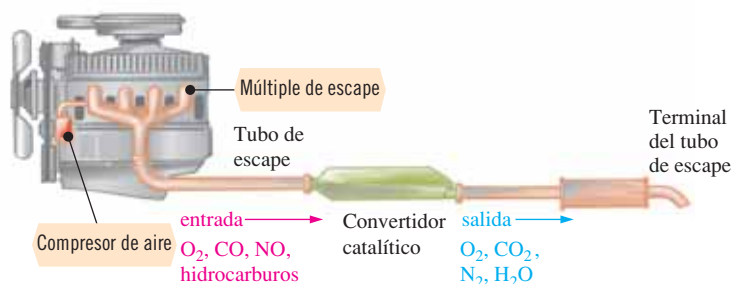 Múltiple de escape
Terminal
del tubo
de escape
Tubo de
escape
Compresor de aire
entrada
O₂, CO, NO,
hidrocarburos
Convertidor
catalítico
salida
O₂, CO₂,
N₂, H₂O